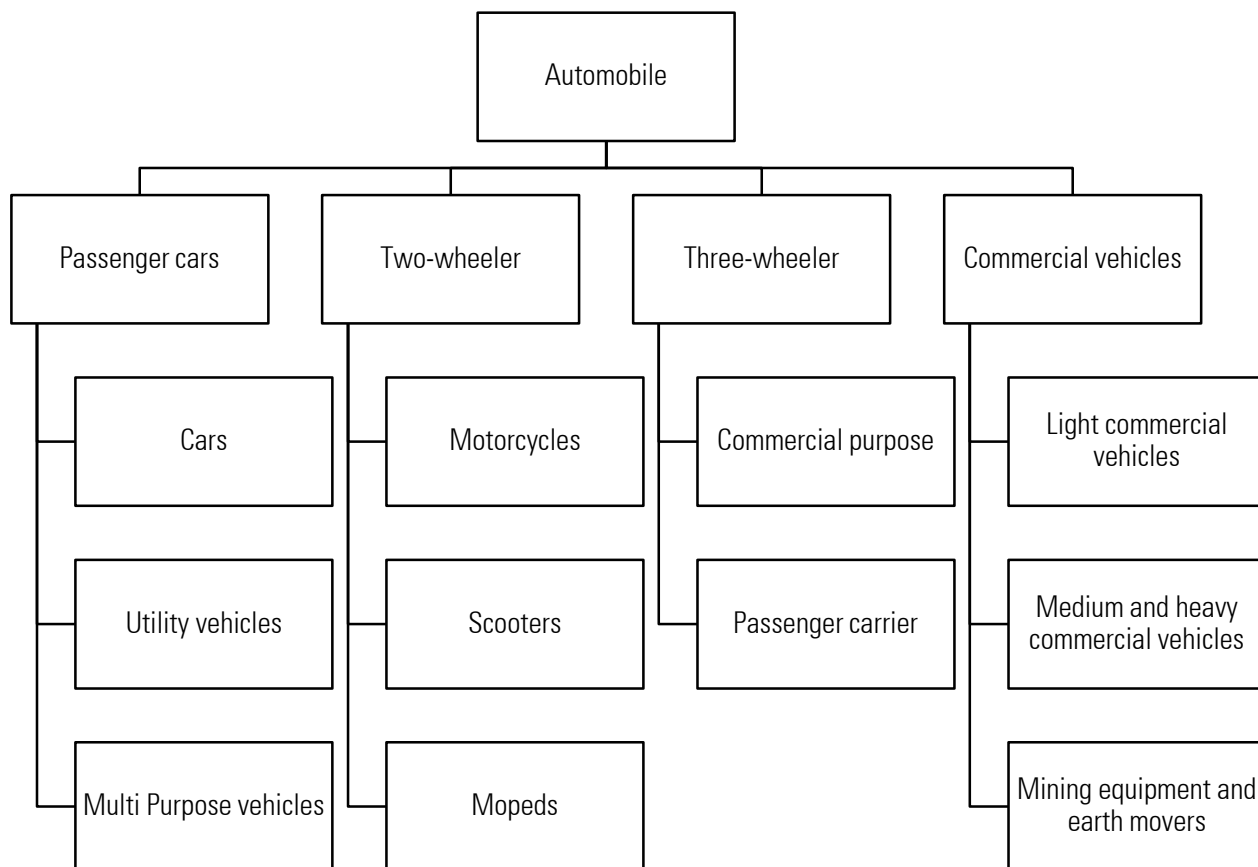 Automobile
Passenger cars
Two-wheeler
Three-wheeler
Commercial vehicles
Cars
Motorcycles
Commercial purpose
Light commercial
vehicles
Utility vehicles
Scooters
Passenger carrier
Medium and heavy
commercial vehicles
Multi Purpose vehicles
Mopeds
Mining equipment and
earth movers